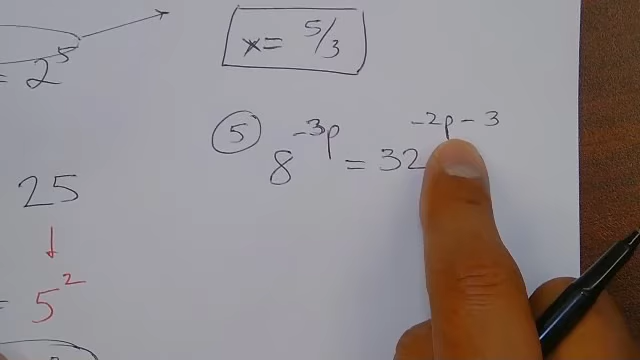 = 2^5
x = 5/3
25
↓
= 5^2
⑤ 8^{-3p} = 32^{-2p-3}